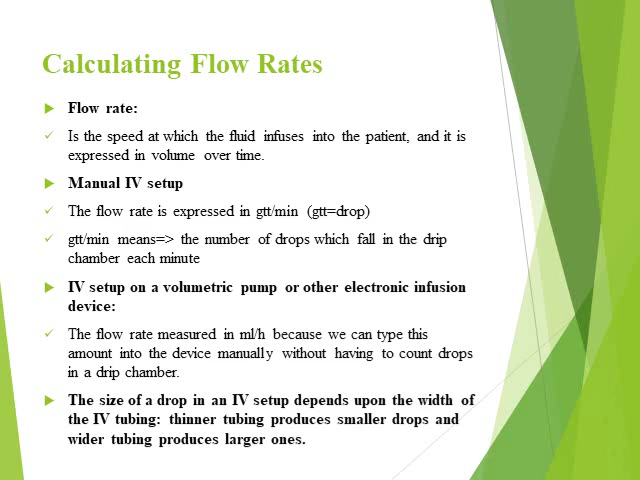 Calculating Flow Rates
Flow rate:
Is the speed at which the fluid infuses into the patient, and it is
expressed in volume over time.
Manual IV setup
The flow rate is expressed in gtt/min (gtt=drop)
gtt/min means=> the number of drops which fall in the drip
chamber each minute
IV setup on a volumetric pump or other electronic infusion
device:
The flow rate measured in ml/h because we can type this
amount into the device manually without having to count drops
in a drip chamber.
The size of a drop in an IV setup depends upon the width of
the IV tubing: thinner tubing produces smaller drops and
wider tubing produces larger ones.